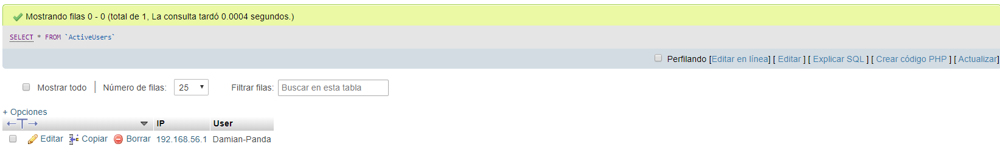 Mostrando filas 0 - 0 (total de 1, La consulta tardó 0.0004 segundos.)
SELECT * FROM `ActiveUsers`
Perfilando [Editar en línea] [ Editar ] [ Explicar SQL ] [ Crear código PHP ] [ Actualizar]
Mostrar todo | Número de filas: 25 Filtrar filas: Buscar en esta tabla
+ Opciones
←T→ IP User
Editar Copiar Borrar 192.168.56.1 Damian-Panda